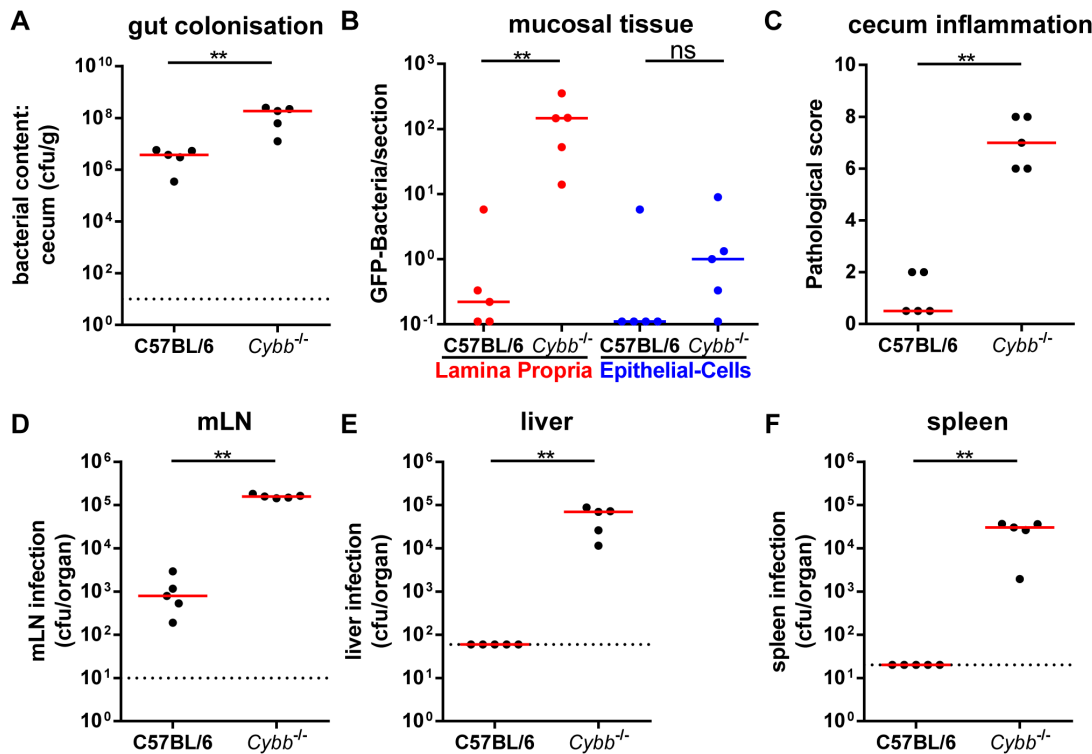 A gut colonisation
**
bacterial content:
cecum (cfu/g)
10^10
10^8
10^6
10^4
10^2
10^0
C57BL/6 Cybb^-/-
B mucosal tissue
** ns
GFP-Bacteria/section
10^3
10^2
10^1
10^0
10^-1
C57BL/6 Cybb^-/- C57BL/6 Cybb^-/-
Lamina Propria Epithelial-Cells
C cecum inflammation
**
Pathological score
10
8
6
4
2
0
C57BL/6 Cybb^-/-
D mLN
**
mLN infection
(cfu/organ)
10^6
10^5
10^4
10^3
10^2
10^1
10^0
C57BL/6 Cybb^-/-
E liver
**
liver infection
(cfu/organ)
10^6
10^5
10^4
10^3
10^2
10^1
10^0
C57BL/6 Cybb^-/-
F spleen
**
spleen infection
(cfu/organ)
10^6
10^5
10^4
10^3
10^2
10^1
10^0
C57BL/6 Cybb^-/-